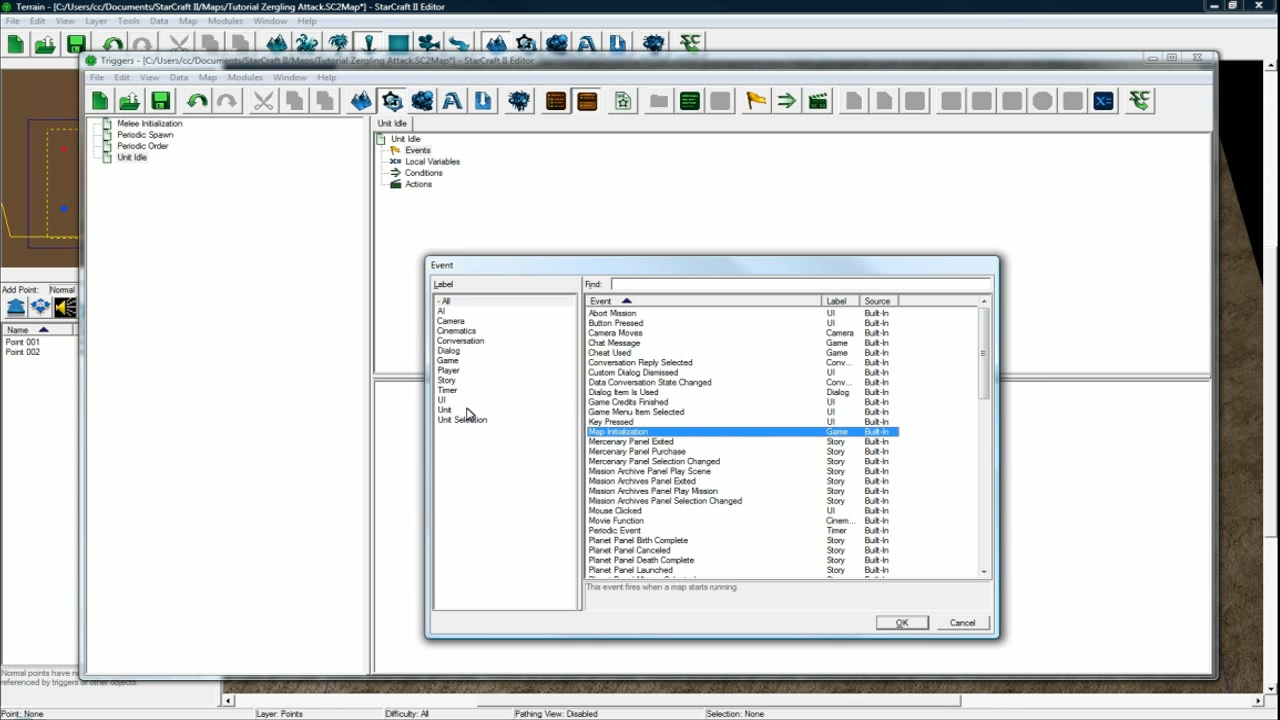 Terrain - [C:/Users/cc/Documents/StarCraft II/Maps/Tutorial Zergling Attack.SC2Map*] - StarCraft II Editor
File Edit View Layer Tools Data Map Modules Window Help
Triggers - [C:/Users/cc/Documents/StarCraft II/Maps/Tutorial Zergling Attack.SC2Map*] - StarCraft II Editor
File Edit View Data Map Modules Window Help
Melee Initialization
Periodic Spawn
Periodic Order
Unit Idle
Unit Idle
Unit Idle
Events
Local Variables
Conditions
Actions
Add Point: Normal
Name
Point 001
Point 002
Event
Label
- All
AI
Camera
Cinematics
Conversation
Dialog
Game
Player
Story
Timer
UI
Unit
Unit Selection
Find:
Event Label Source
Abort Mission UI Built-In
Button Pressed UI Built-In
Camera Moves Camera Built-In
Chat Message Game Built-In
Cheat Used Game Built-In
Conversation Reply Selected Conv... Built-In
Custom Dialog Dismissed UI Built-In
Data Conversation State Changed Conv... Built-In
Dialog Item Is Used Dialog Built-In
Game Credits Finished UI Built-In
Game Menu Item Selected UI Built-In
Key Pressed UI Built-In
Map Initialization Game Built-In
Mercenary Panel Exited Story Built-In
Mercenary Panel Purchase Story Built-In
Mercenary Panel Selection Changed Story Built-In
Mission Archive Panel Play Scene Story Built-In
Mission Archives Panel Exited Story Built-In
Mission Archives Panel Play Mission Story Built-In
Mission Archives Panel Selection Changed Story Built-In
Mouse Clicked UI Built-In
Movie Function Cinem... Built-In
Periodic Event Timer Built-In
Planet Panel Birth Complete Story Built-In
Planet Panel Canceled Story Built-In
Planet Panel Death Complete Story Built-In
Planet Panel Launched Story Built-In
This event fires when a map starts running.
OK Cancel
Normal points have n
referenced by triggers or other objects.
Point: None Layer: Points Difficulty: All Pathing View: Disabled Selection: None